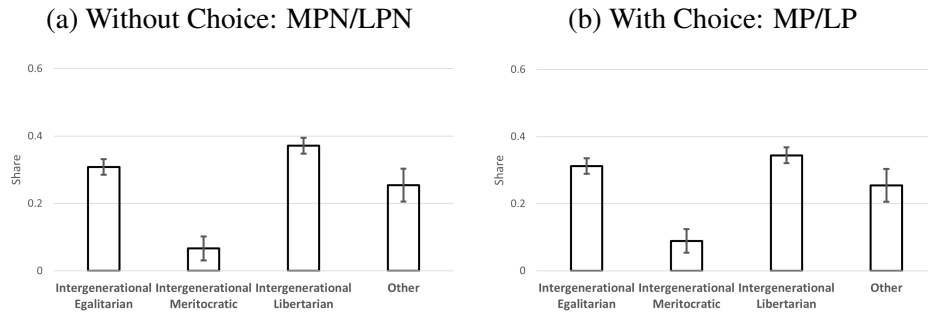 (a) Without Choice: MPN/LPN
0.6
0.4
0.2
0
Share
Intergenerational Egalitarian
Intergenerational Meritocratic
Intergenerational Libertarian
Other
(b) With Choice: MP/LP
0.6
0.4
0.2
0
Share
Intergenerational Egalitarian
Intergenerational Meritocratic
Intergenerational Libertarian
Other